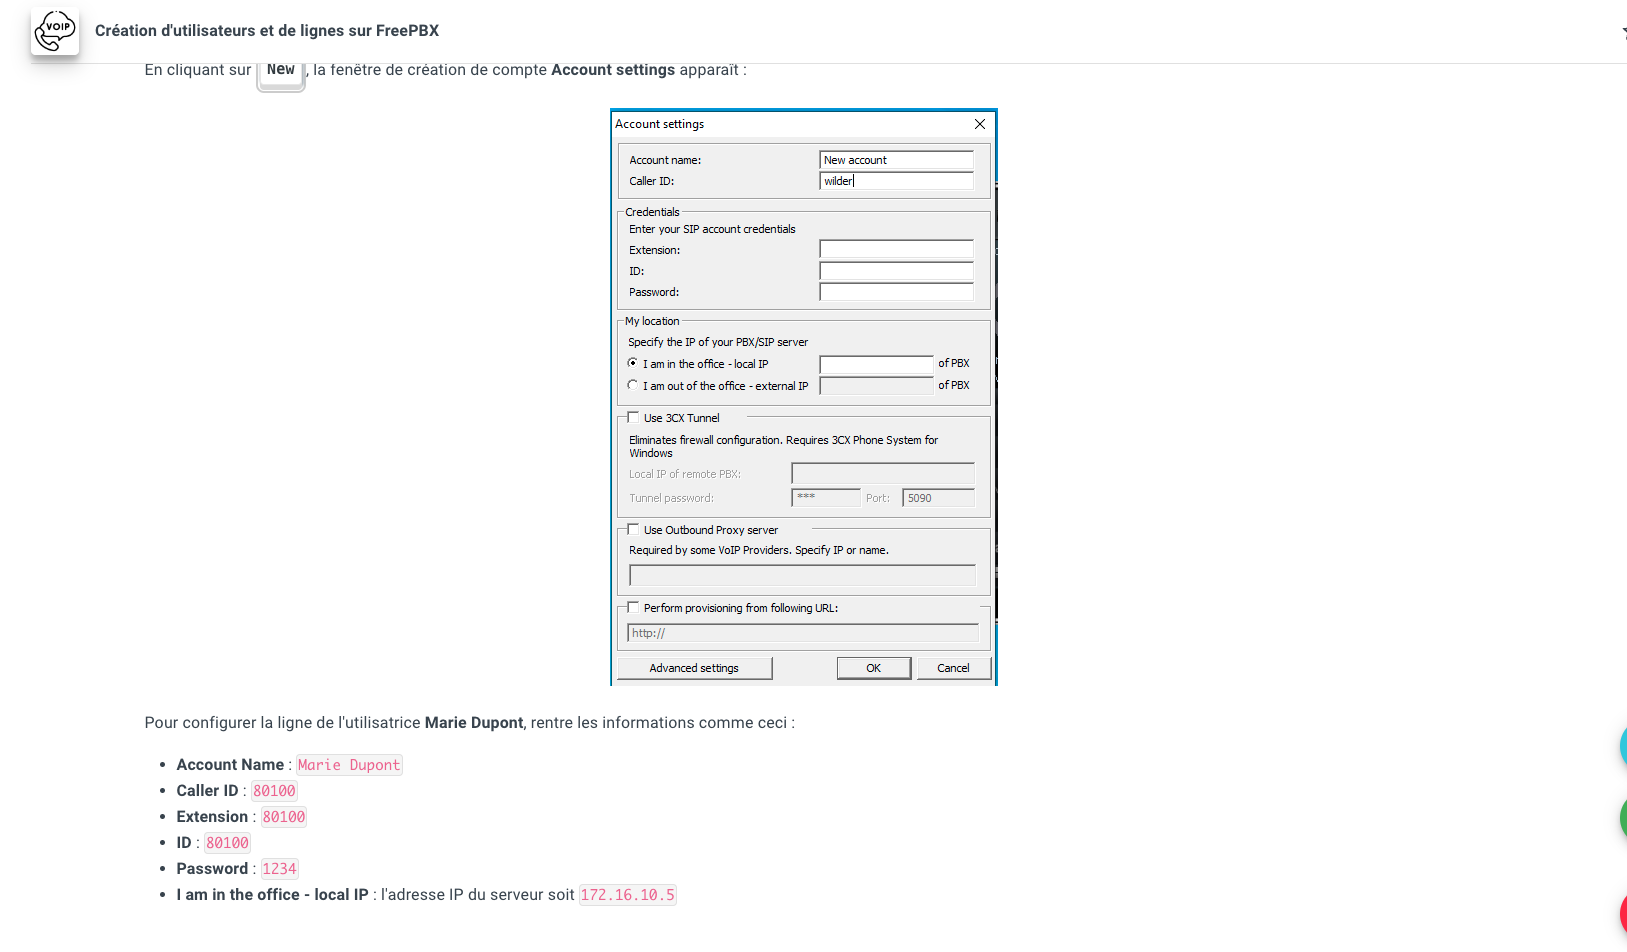 VOIP
Création d'utilisateurs et de lignes sur FreePBX
En cliquant sur New, la fenêtre de création de compte Account settings apparaît :
Account settings
Account name: New account
Caller ID: wilder
Credentials
Enter your SIP account credentials
Extension:
ID:
Password:
My location
Specify the IP of your PBX/SIP server
I am in the office - local IP of PBX
I am out of the office - external IP of PBX
Use 3CX Tunnel
Eliminates firewall configuration. Requires 3CX Phone System for
Windows
Local IP of remote PBX:
Tunnel password: *** Port: 5090
Use Outbound Proxy server
Required by some VoIP Providers. Specify IP or name.
Perform provisioning from following URL:
http://
Advanced settings OK Cancel
Pour configurer la ligne de l'utilisatrice Marie Dupont, rentre les informations comme ceci :
• Account Name : Marie Dupont
• Caller ID : 80100
• Extension : 80100
• ID : 80100
• Password : 1234
• I am in the office - local IP : l'adresse IP du serveur soit 172.16.10.5